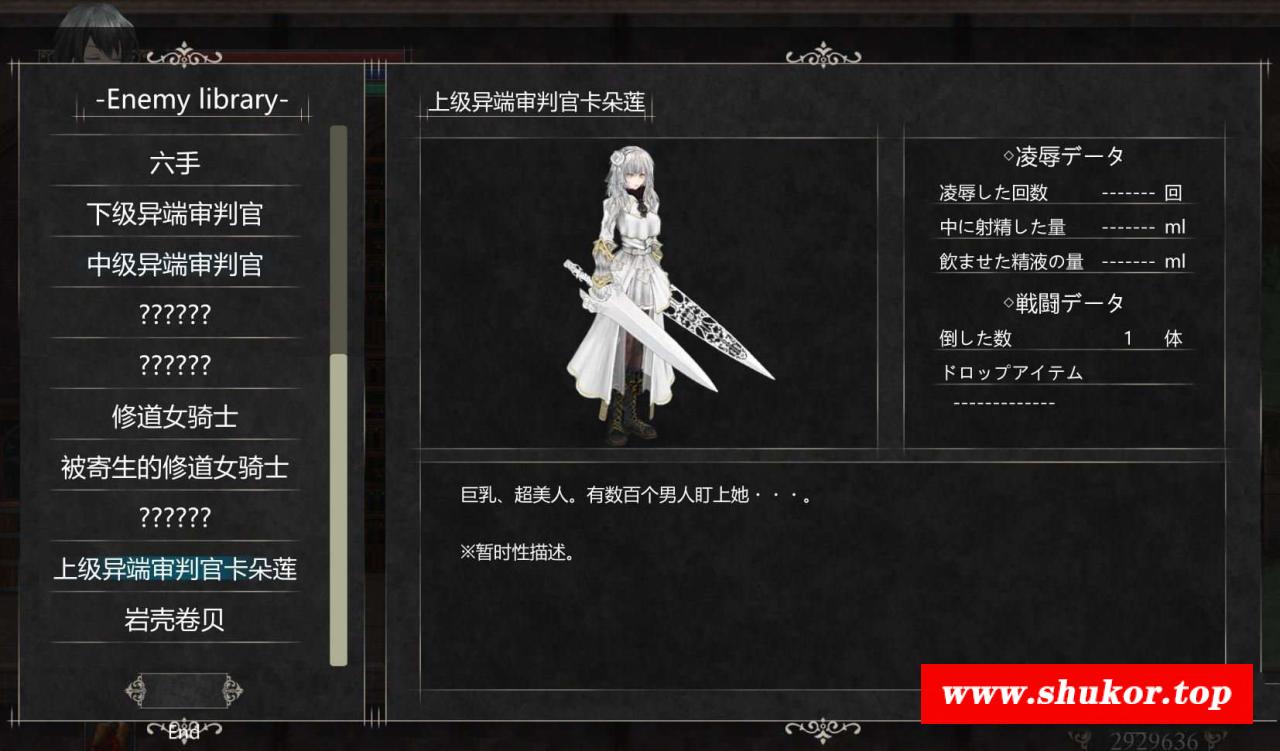 -Enemy library-
六手
下级异端审判官
中级异端审判官
??????
??????
修道女骑士
被寄生的修道女骑士
??????
上级异端审判官卡朵莲
岩壳卷贝
End
上级异端审判官卡朵莲
◇凌辱データ
凌辱した回数 ------- 回
中に射精した量 ------- ml
飲ませた精液の量 ------- ml
◇戦闘データ
倒した数 1 体
ドロップアイテム
-------------
巨乳、超美人。有数百个男人盯上她・・・。
※暂时性描述。
www.shukor.top
2929636